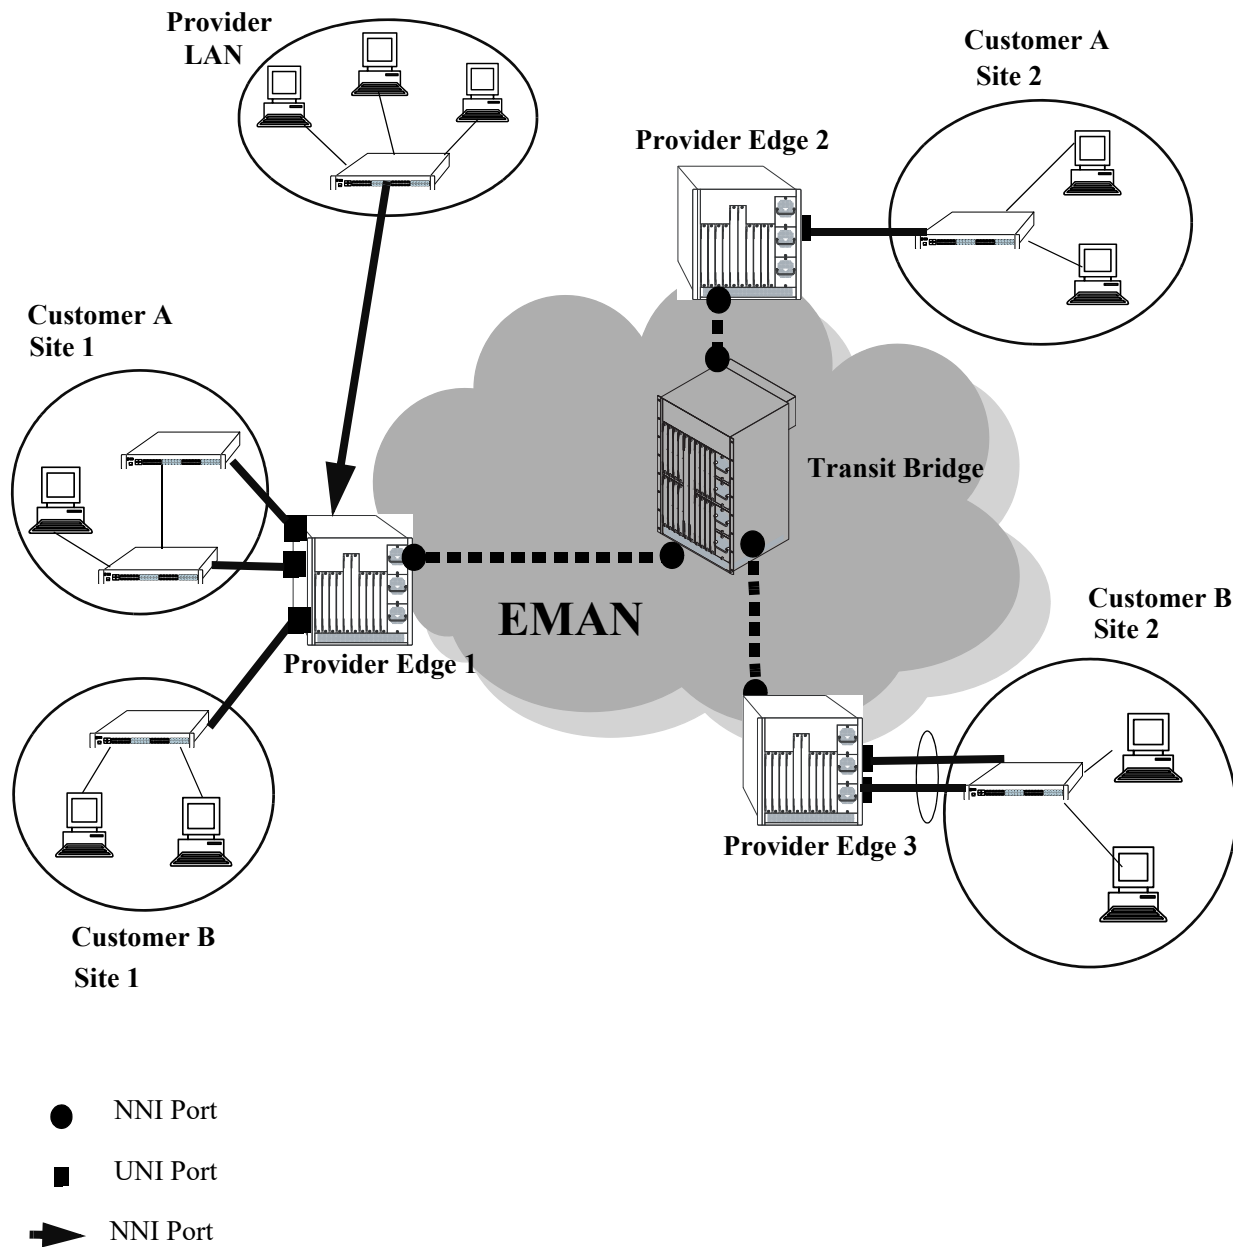 Provider
LAN
Customer A
Site 2
Provider Edge 2
Customer A
Site 1
Transit Bridge
EMAN
Customer B
Site 2
Provider Edge 1
Provider Edge 3
Customer B
Site 1
NNI Port
UNI Port
NNI Port